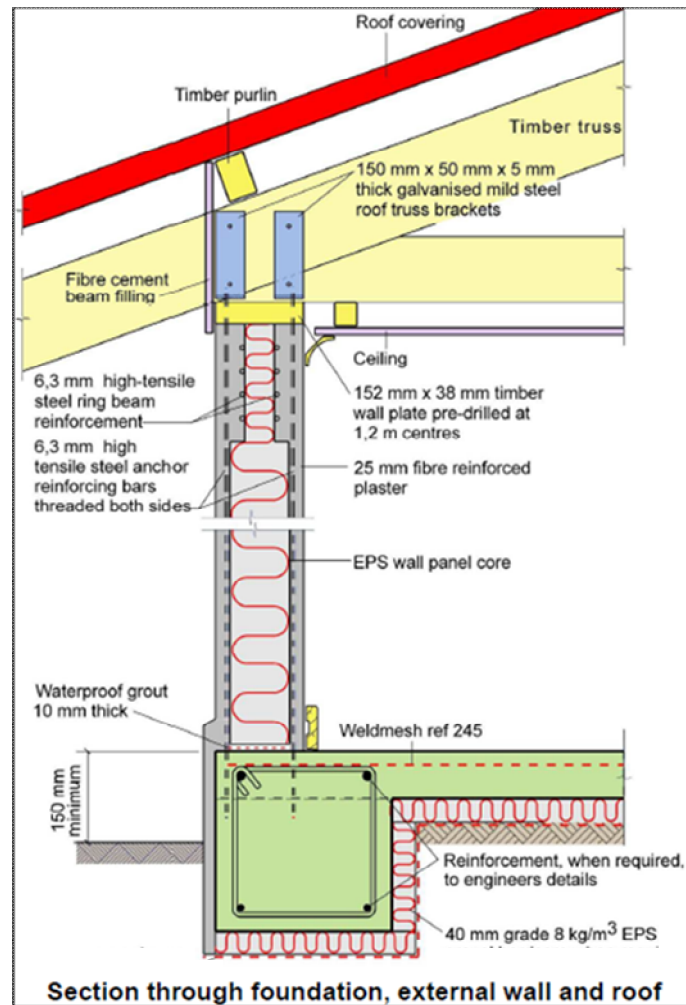 Roof covering
Timber purlin
Timber truss
150 mm x 50 mm x 5 mm
thick galvanised mild steel
roof truss brackets
Fibre cement
beam filling
Ceiling
6,3 mm high-tensile
steel ring beam
reinforcement
152 mm x 38 mm timber
wall plate pre-drilled at
1,2 m centres
6,3 mm high
tensile steel anchor
reinforcing bars
threaded both sides
25 mm fibre reinforced
plaster
EPS wall panel core
Waterproof grout
10 mm thick
Weldmesh ref 245
150 mm
minimum
Reinforcement, when required,
to engineers details
40 mm grade 8 kg/m³ EPS
Section through foundation, external wall and roof